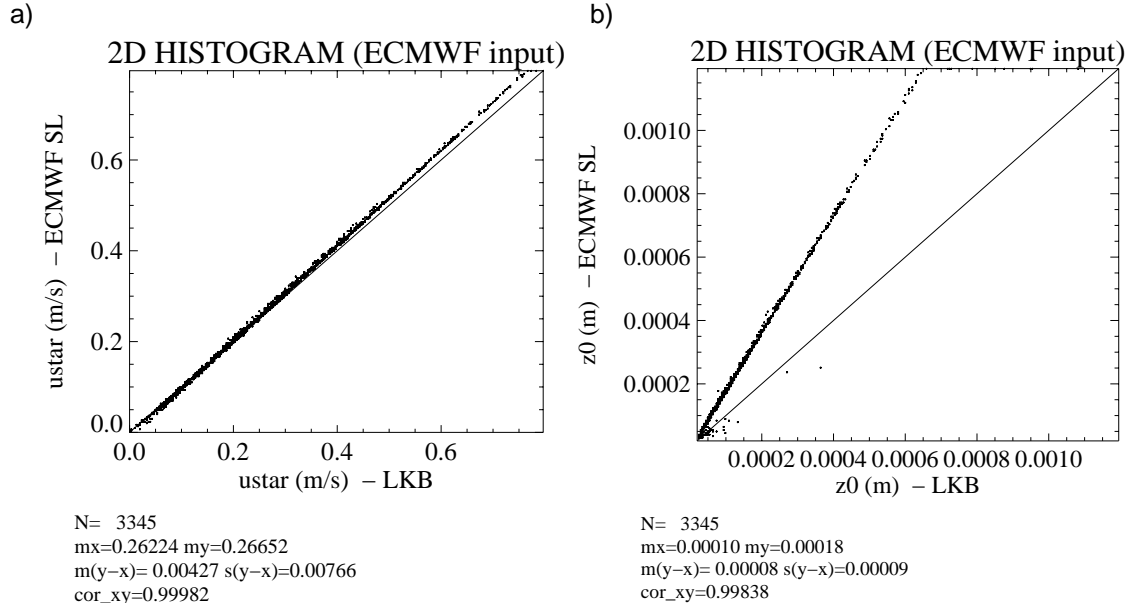 a)
2D HISTOGRAM (ECMWF input)
ustar (m/s)  − ECMWF SL
0.6
0.4
0.2
0.0
0.0 0.2 0.4 0.6
ustar (m/s)  − LKB
N=   3345
mx=0.26224 my=0.26652
m(y−x)= 0.00427 s(y−x)=0.00766
cor_xy=0.99982
b)
2D HISTOGRAM (ECMWF input)
z0 (m)  − ECMWF SL
0.0010
0.0008
0.0006
0.0004
0.0002
0.0002 0.0004 0.0006 0.0008 0.0010
z0 (m)  − LKB
N=   3345
mx=0.00010 my=0.00018
m(y−x)= 0.00008 s(y−x)=0.00009
cor_xy=0.99838